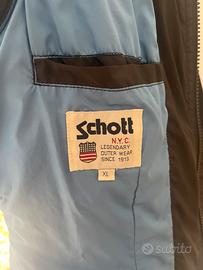 Schott
N.Y.C.
LEGENDARY
OUTER WEAR
SINCE 1913
XL
subito